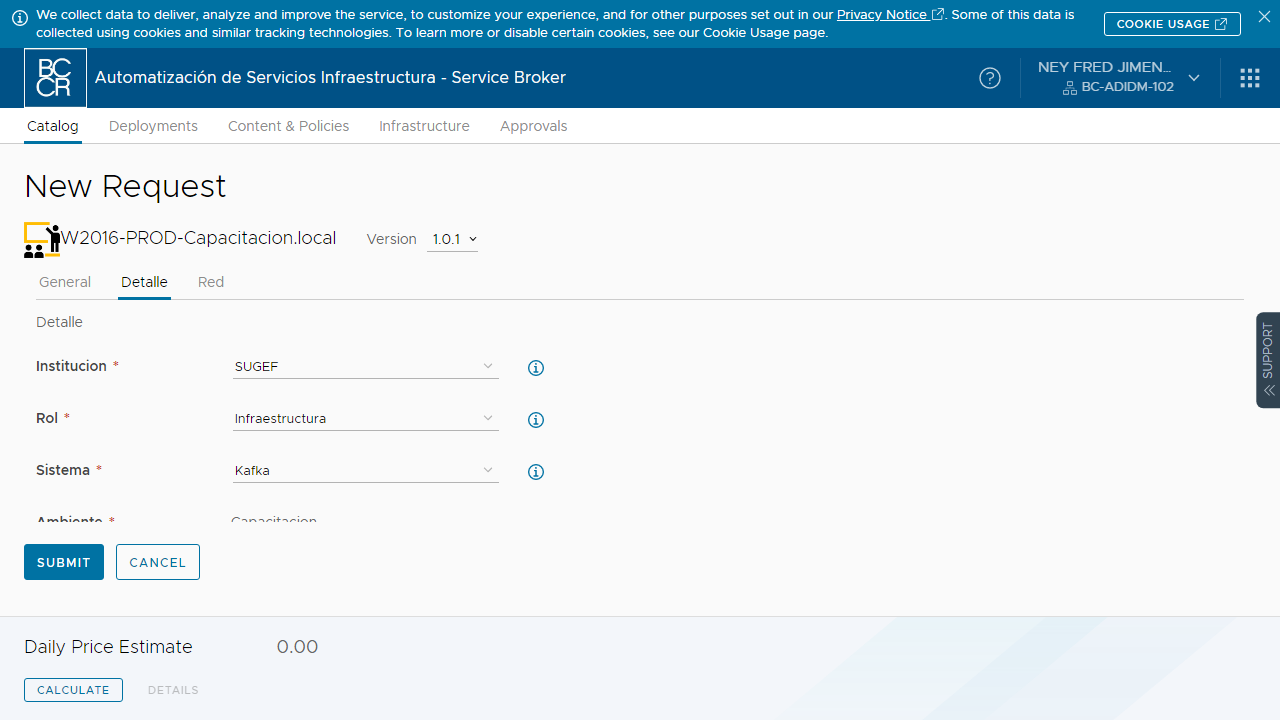 We collect data to deliver, analyze and improve the service, to customize your experience, and for other purposes set out in our Privacy Notice. Some of this data is
collected using cookies and similar tracking technologies. To learn more or disable certain cookies, see our Cookie Usage page.
COOKIE USAGE
BCCR
Automatización de Servicios Infraestructura - Service Broker
NEY FRED JIMEN...
BC-ADIDM-102
Catalog
Deployments
Content & Policies
Infrastructure
Approvals
New Request
W2016-PROD-Capacitacion.local
Version
1.0.1
General
Detalle
Red
Detalle
Institucion *
SUGEF
Rol *
Infraestructura
Sistema *
Kafka
Ambiente *
Capacitacion
SUBMIT
CANCEL
SUPPORT
Daily Price Estimate
0.00
CALCULATE
DETAILS